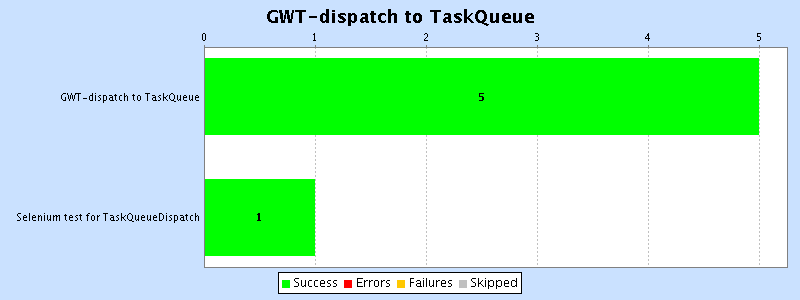 GWT-dispatch to TaskQueue
0 1 2 3 4 5
GWT-dispatch to TaskQueue 5
Selenium test for TaskQueueDispatch 1
Success Errors Failures Skipped